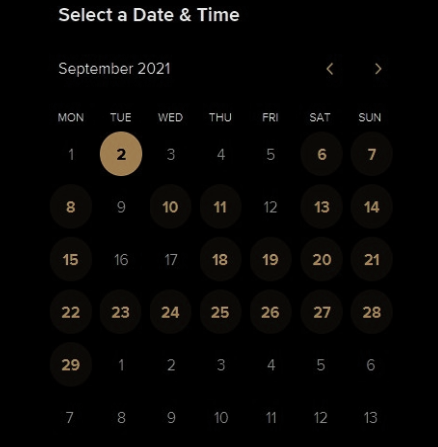 Select a Date & Time
September 2021
MON TUE WED THU FRI SAT SUN
1 2 3 4 5 6 7
8 9 10 11 12 13 14
15 16 17 18 19 20 21
22 23 24 25 26 27 28
29 1 2 3 4 5 6
7 8 9 10 11 12 13